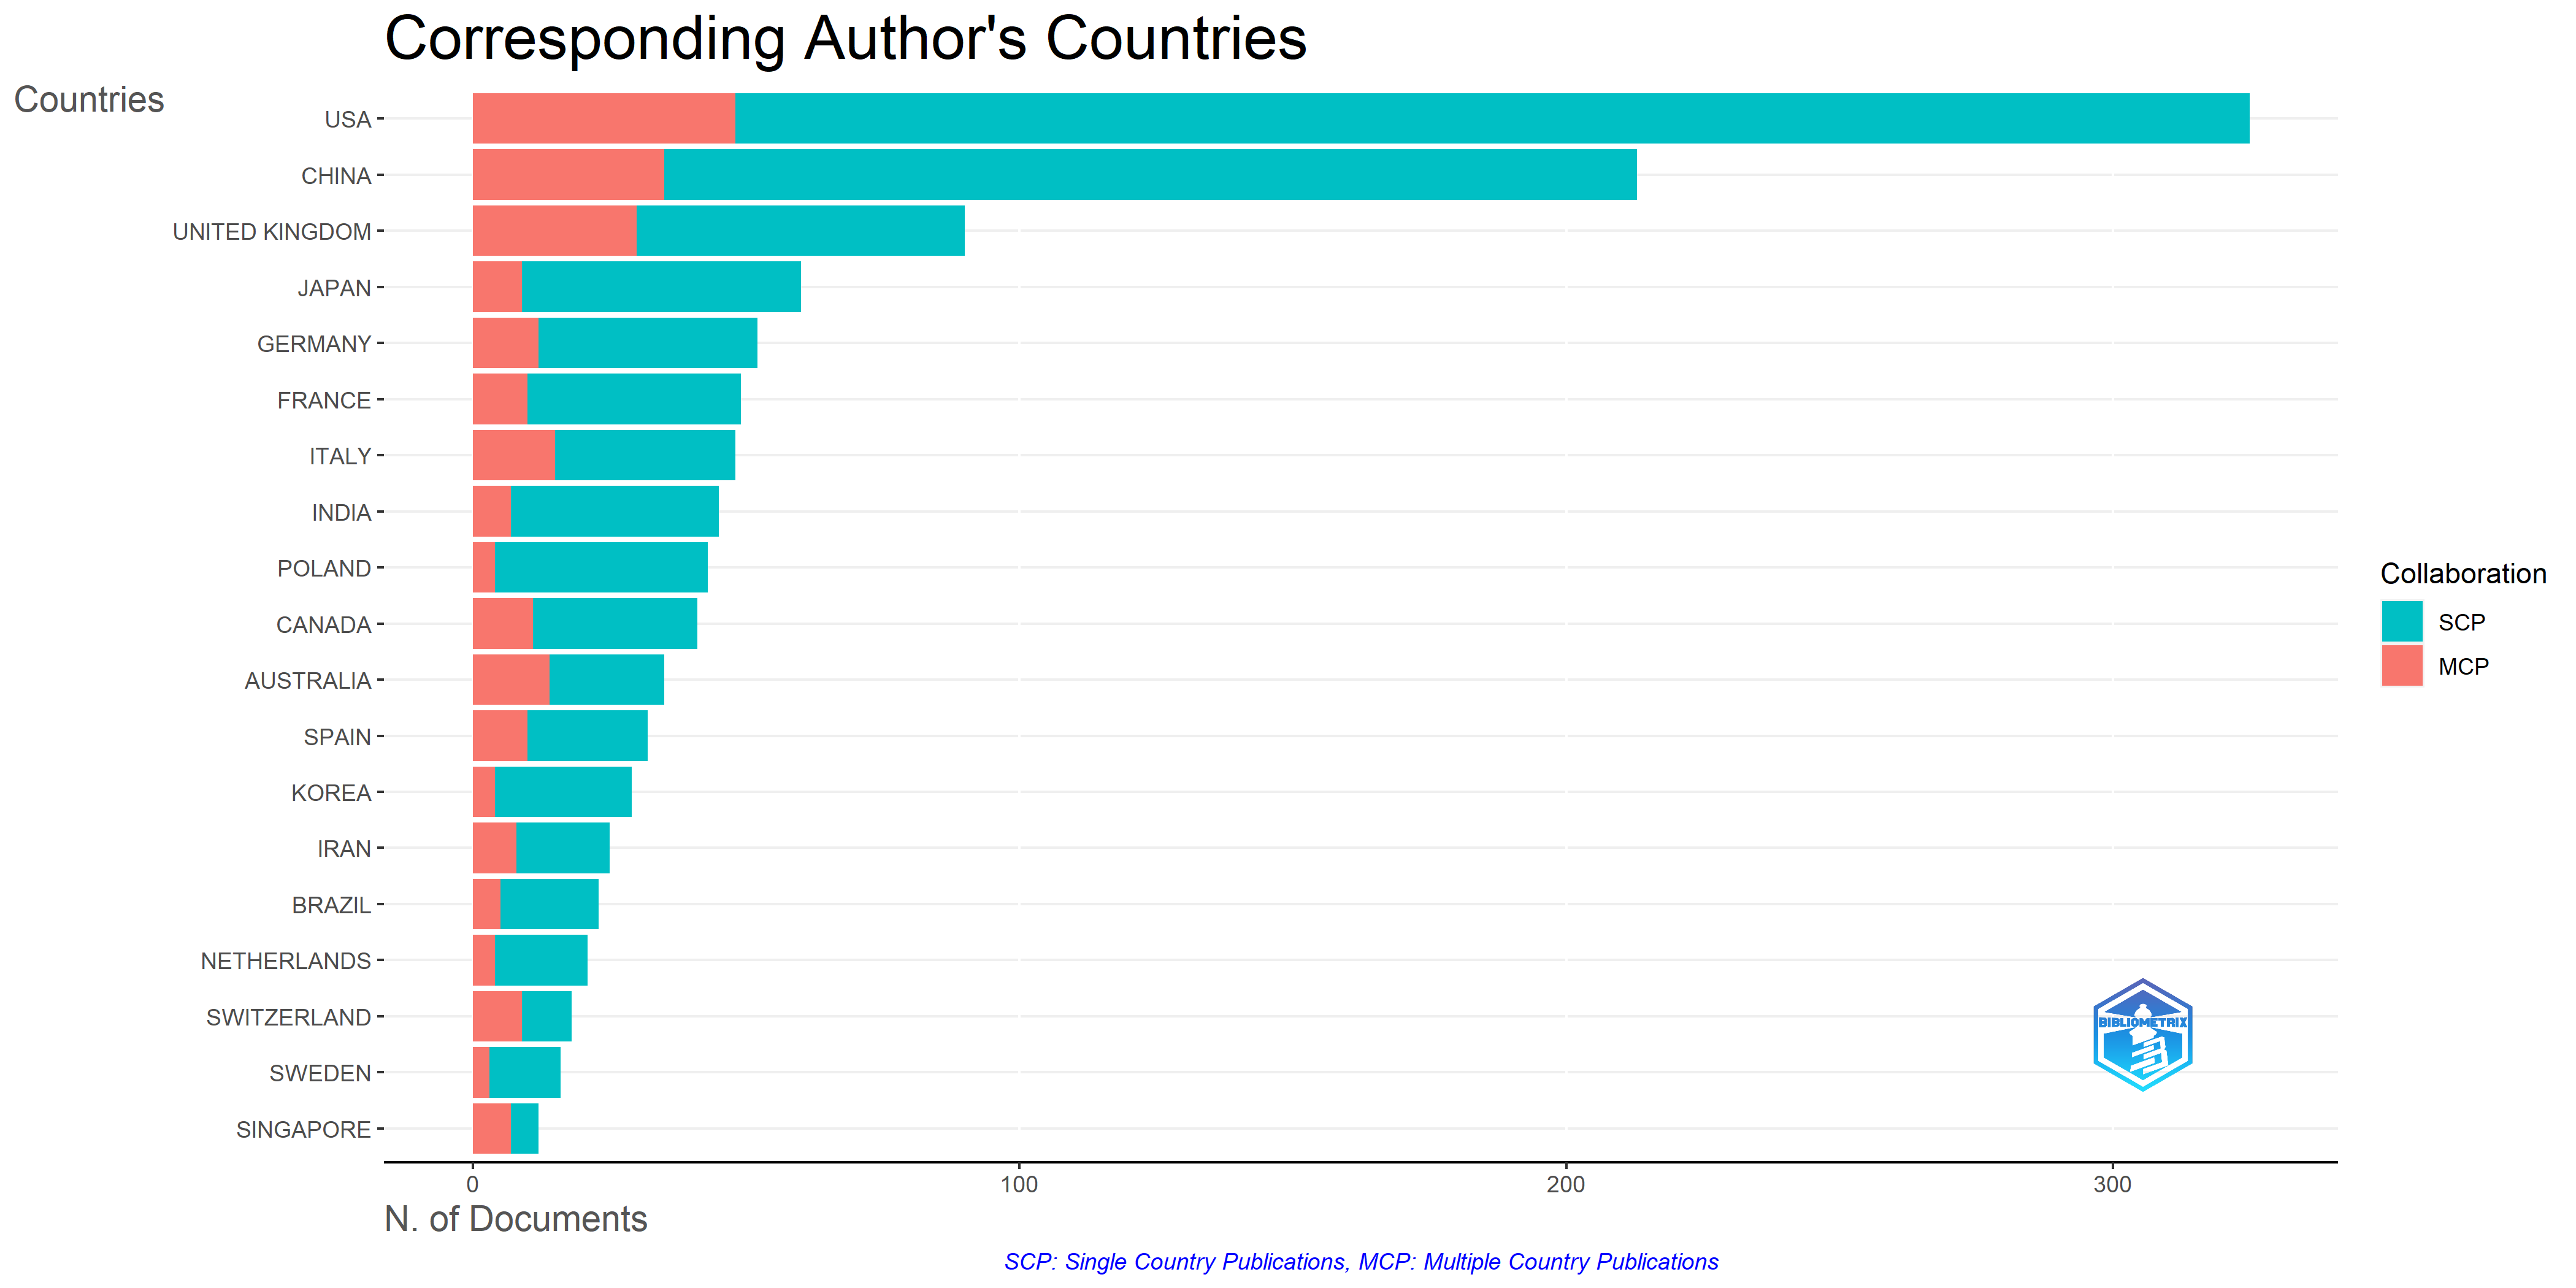 Corresponding Author's Countries
Countries
USA
CHINA
UNITED KINGDOM
JAPAN
GERMANY
FRANCE
ITALY
INDIA
POLAND
CANADA
AUSTRALIA
SPAIN
KOREA
IRAN
BRAZIL
NETHERLANDS
SWITZERLAND
SWEDEN
SINGAPORE
0 100 200 300
N. of Documents
SCP: Single Country Publications, MCP: Multiple Country Publications
Collaboration
SCP
MCP
BIBLIOMETRIX